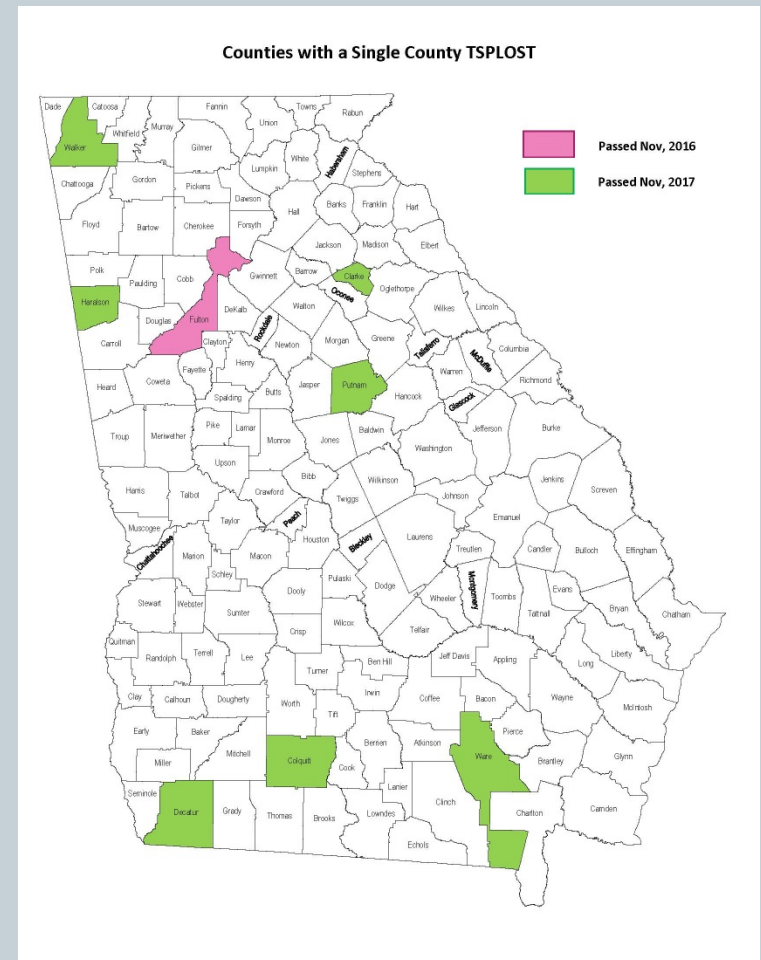 Counties with a Single County TSPLOST
Passed Nov, 2016
Passed Nov, 2017
Dade
Catoosa
Fannin
Towns
Rabun
Union
Murray
Whitfield
Walker
Gilmer
White
Habersham
Lumpkin
Stephens
Chattooga
Gordon
Pickens
Dawson
Banks
Franklin
Hart
Hall
Floyd
Bartow
Cherokee
Forsyth
Jackson
Madison
Elbert
Polk
Paulding
Cobb
Gwinnett
Barrow
Clarke
Oglethorpe
Oconee
Haralson
Douglas
Fulton
DeKalb
Rockdale
Walton
Wilkes
Lincoln
Carroll
Clayton
Newton
Morgan
Greene
Taliaferro
McDuffie
Columbia
Fayette
Henry
Warren
Richmond
Heard
Coweta
Spalding
Butts
Jasper
Putnam
Hancock
Glascock
Troup
Meriwether
Pike
Lamar
Monroe
Jones
Baldwin
Jefferson
Burke
Washington
Upson
Bibb
Wilkinson
Jenkins
Screven
Harris
Talbot
Crawford
Twiggs
Johnson
Emanuel
Muscogee
Taylor
Peach
Houston
Bleckley
Laurens
Treutlen
Candler
Bulloch
Effingham
Chattahoochee
Marion
Macon
Schley
Pulaski
Dodge
Wheeler
Montgomery
Toombs
Evans
Tattnall
Bryan
Chatham
Stewart
Webster
Sumter
Dooly
Wilcox
Telfair
Crisp
Quitman
Randolph
Terrell
Lee
Ben Hill
Jeff Davis
Appling
Long
Liberty
Turner
Irwin
Clay
Calhoun
Dougherty
Worth
Tift
Coffee
Bacon
Wayne
McIntosh
Early
Baker
Mitchell
Colquitt
Berrien
Atkinson
Pierce
Ware
Brantley
Glynn
Miller
Cook
Seminole
Decatur
Grady
Thomas
Brooks
Lowndes
Lanier
Clinch
Charlton
Camden
Echols